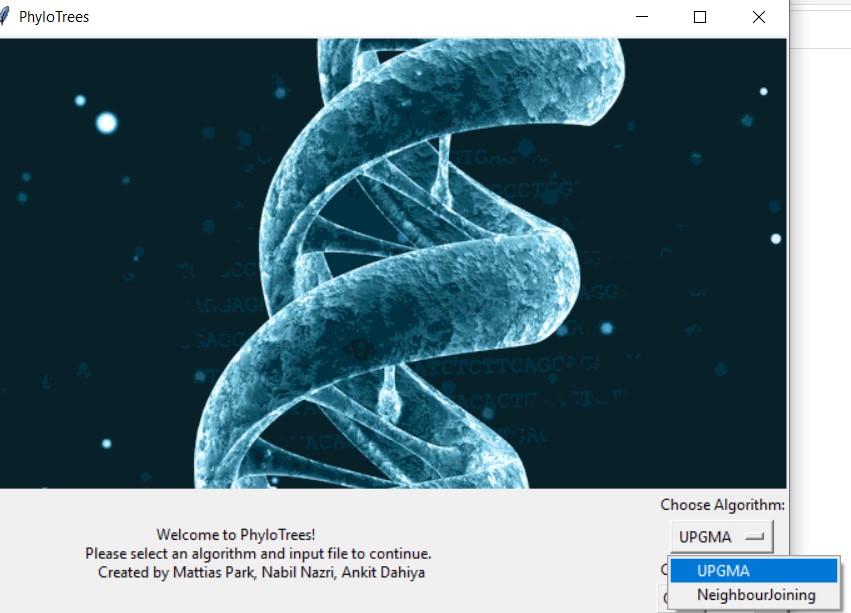 PhyloTrees
Choose Algorithm:
UPGMA
Welcome to PhyloTrees!
Please select an algorithm and input file to continue.
Created by Mattias Park, Nabil Nazri, Ankit Dahiya
UPGMA
NeighbourJoining